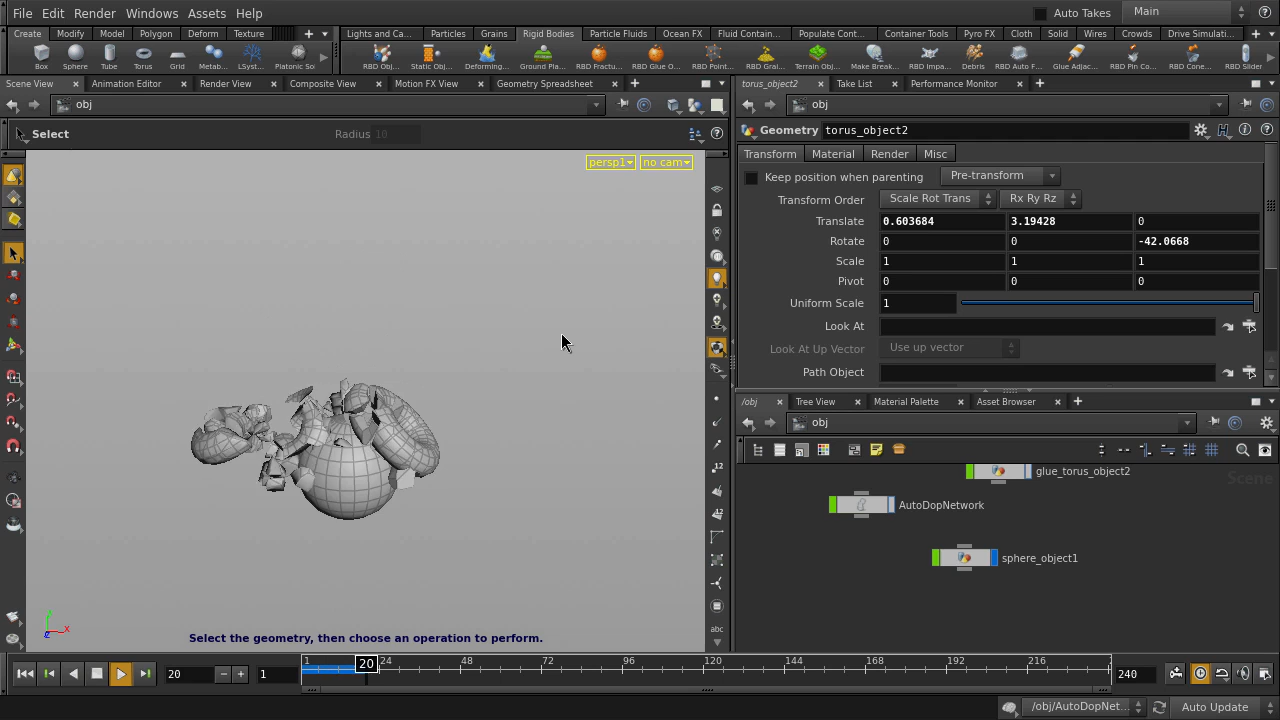 File Edit Render Windows Assets Help Auto Takes Main
Create Modify Model Polygon Deform Texture Lights and Ca... Particles Grains Rigid Bodies Particle Fluids Ocean FX Fluid Contain... Populate Cont... Container Tools Pyro FX Cloth Solid Wires Crowds Drive Simulati...
Box Sphere Tube Torus Grid Metab... LSyst... Platonic So RBD Obj... Static Obj... Deforming... Ground Pla... RBD Fractu... RBD Glue O... RBD Point... RBD Grai... Terrain Obj... Make Break... RBD Impa... Debris RBD Auto F... Glue Adjac... RBD Pin Co... RBD Cone... RBD Sli
Scene View Animation Editor Render View Composite View Motion FX View Geometry Spreadsheet torus_object2 Take List Performance Monitor
obj
obj
Select Radius 10
Geometry torus_object2
persp1 no cam
Transform Material Render Misc
Keep position when parenting Pre-transform
Transform Order Scale Rot Trans Rx Ry Rz
Translate 0.603684 3.19428 0
Rotate 0 0 -42.0668
Scale 1 1 1
Pivot 0 0 0
Uniform Scale 1
Look At
Look At Up Vector Use up vector
Path Object
/obj Tree View Material Palette Asset Browser
obj
glue_torus_object2
Scene
AutoDopNetwork
sphere_object1
12
12
abc
Y
X
Z
Select the geometry, then choose an operation to perform.
20 1
1 20 24 48 72 96 120 144 168 192 216 2
240
/obj/AutoDopNet... Auto Update